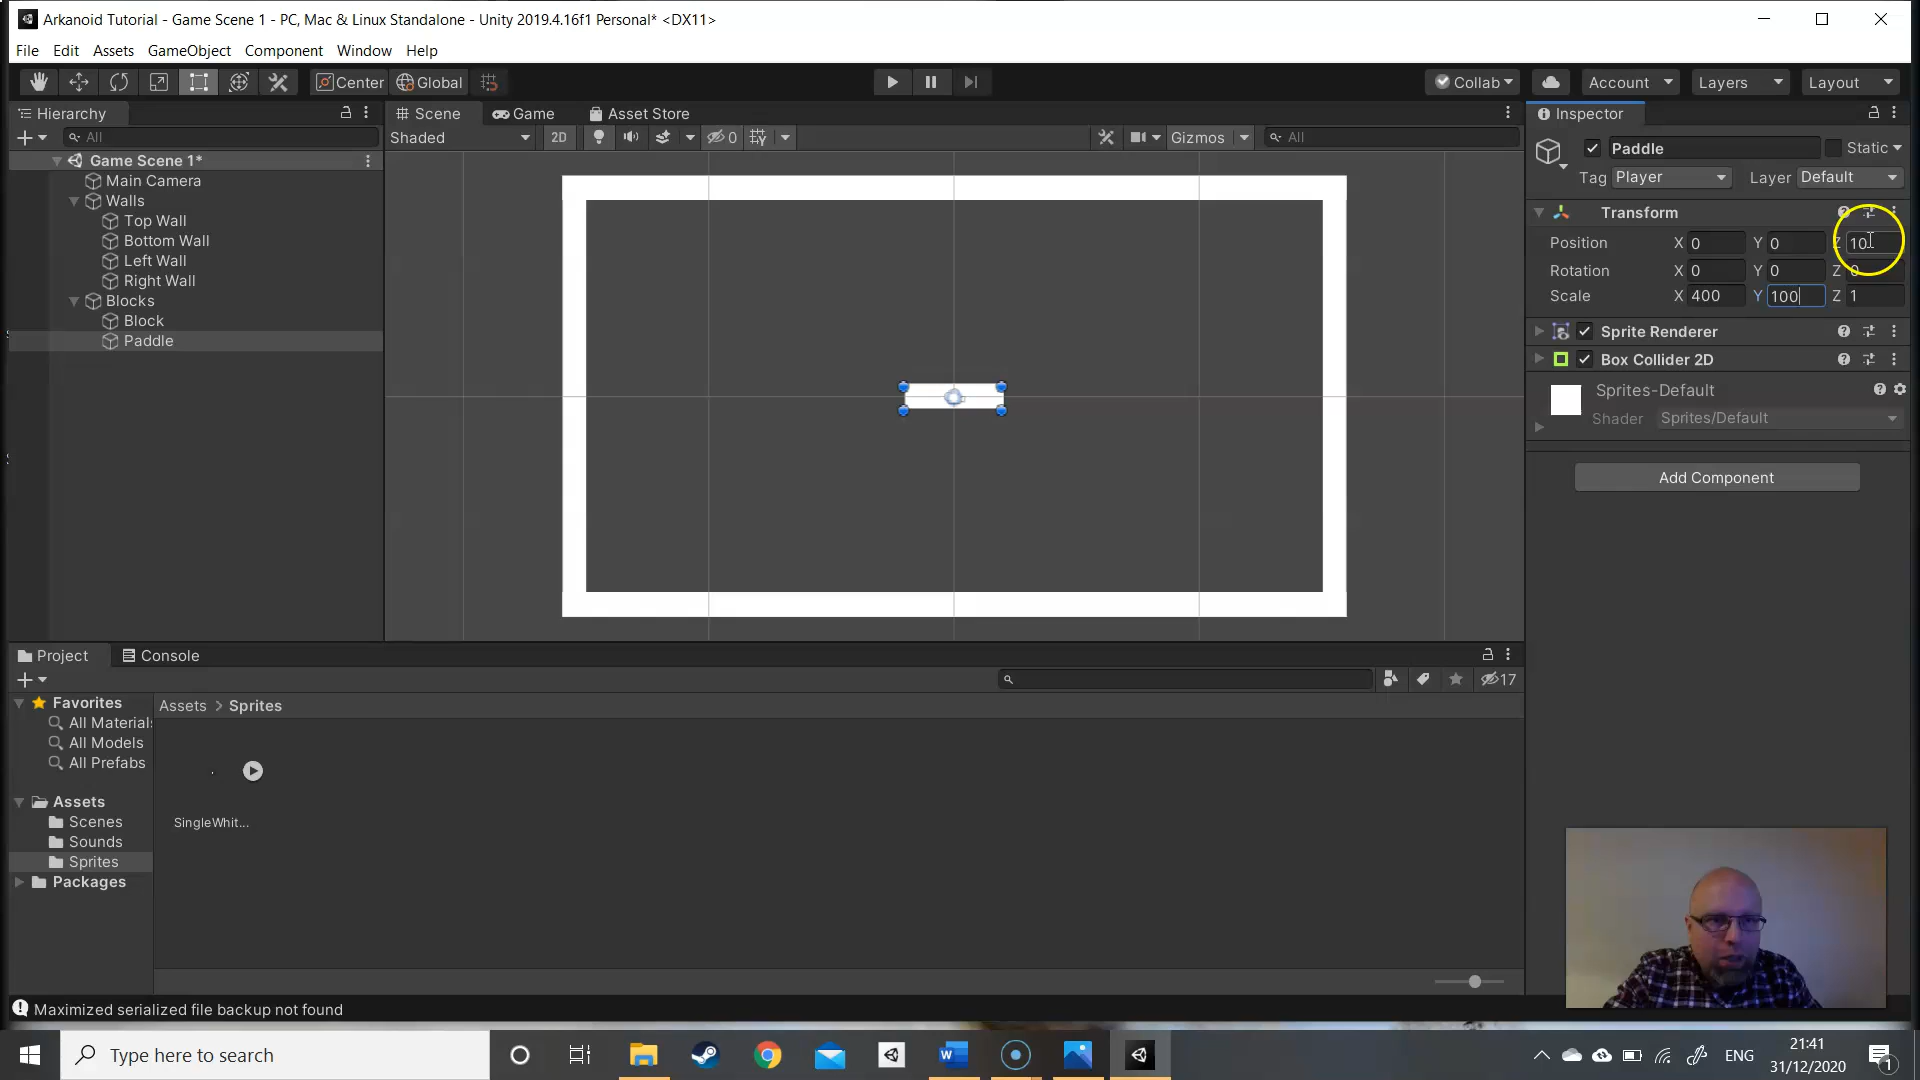 Arkanoid Tutorial - Game Scene 1 - PC, Mac & Linux Standalone - Unity 2019.4.16f1 Personal* <DX11>
File Edit Assets GameObject Component Window Help
Center Global Collab Account Layers Layout
Hierarchy
All
Game Scene 1*
Main Camera
Walls
Top Wall
Bottom Wall
Left Wall
Right Wall
Blocks
Block
Paddle
Scene Game Asset Store
Shaded 2D 0 Gizmos All
Inspector
Paddle Static
Tag Player Layer Default
Transform
Position X 0 Y 0 Z 10
Rotation X 0 Y 0 Z 0
Scale X 400 Y 100 Z 1
Sprite Renderer
Box Collider 2D
Sprites-Default
Shader Sprites/Default
Add Component
Project Console
17
Favorites
All Materials
All Models
All Prefabs
Assets
Scenes
Sounds
Sprites
Packages
Assets > Sprites
SingleWhit...
Maximized serialized file backup not found
Type here to search
ENG
21:41
31/12/2020
1